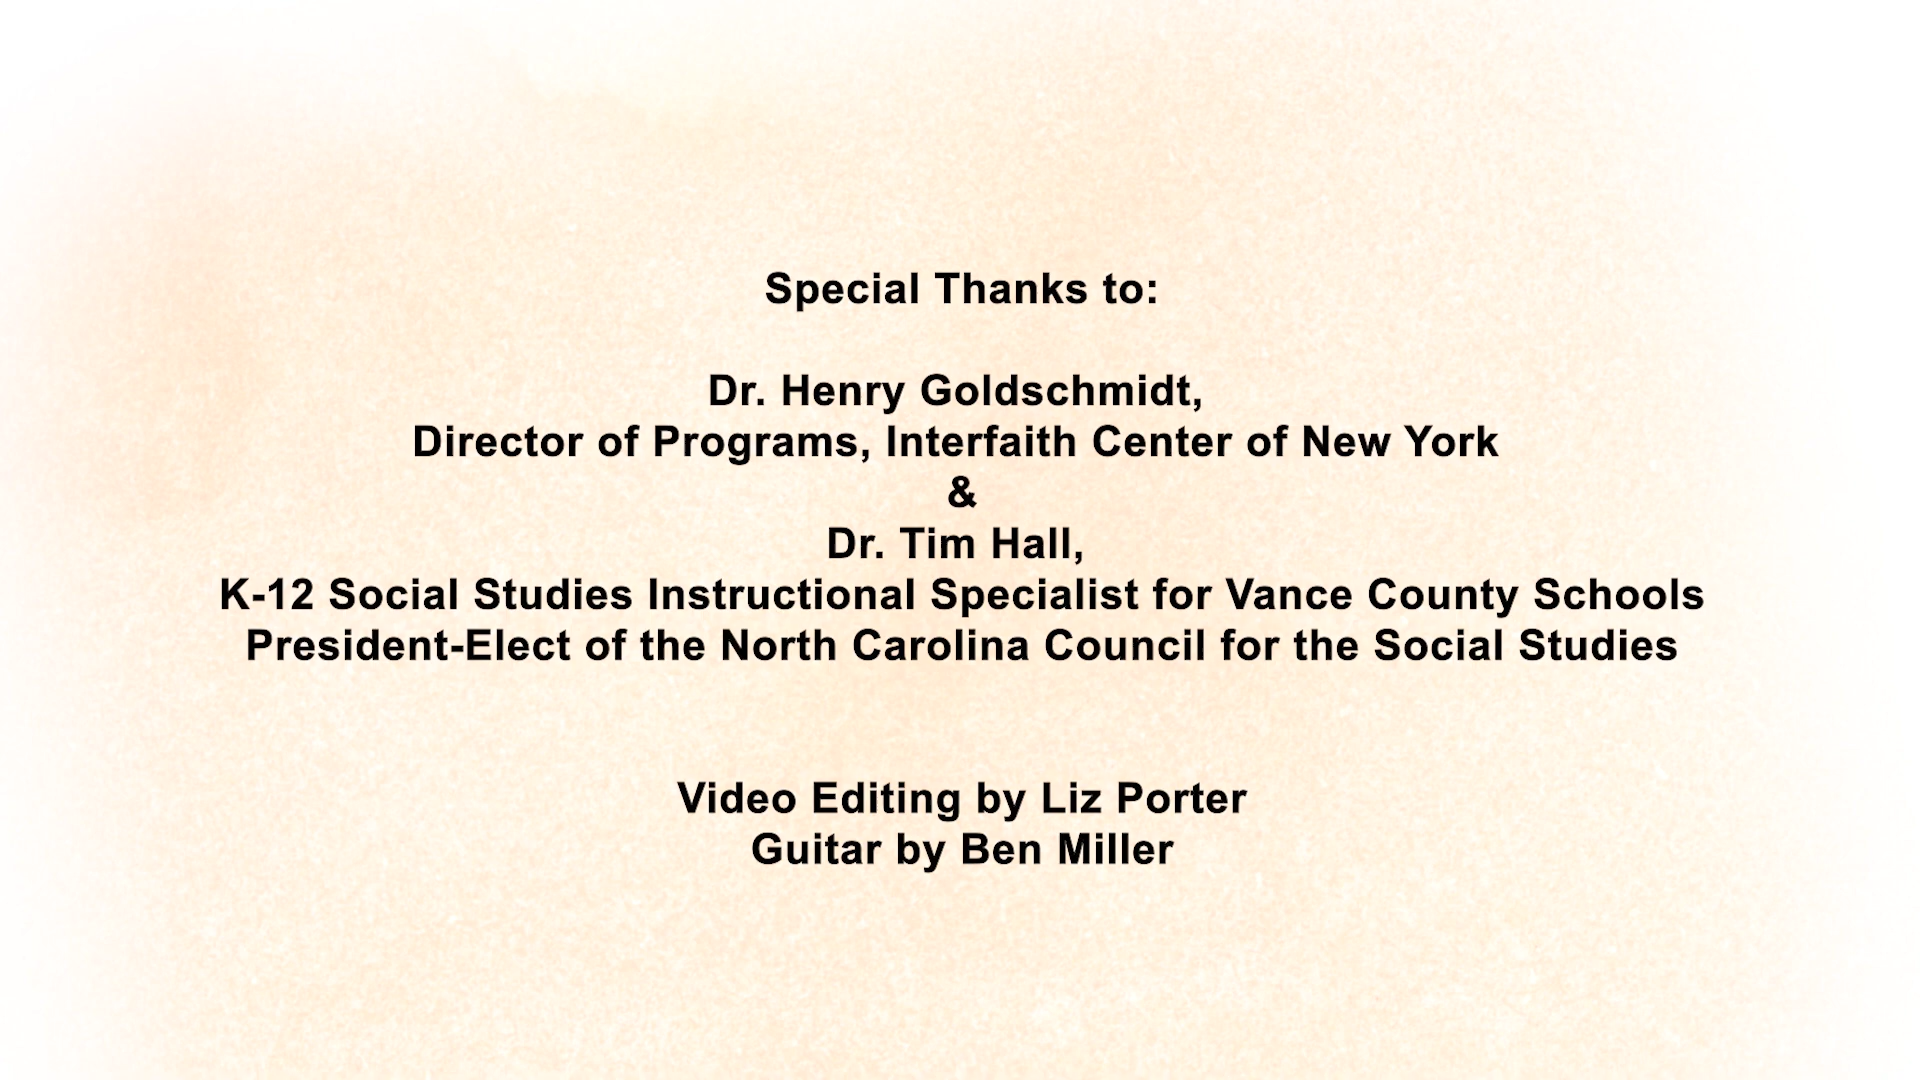 Special Thanks to:
Dr. Henry Goldschmidt,
Director of Programs, Interfaith Center of New York
&
Dr. Tim Hall,
K-12 Social Studies Instructional Specialist for Vance County Schools
President-Elect of the North Carolina Council for the Social Studies
Video Editing by Liz Porter
Guitar by Ben Miller